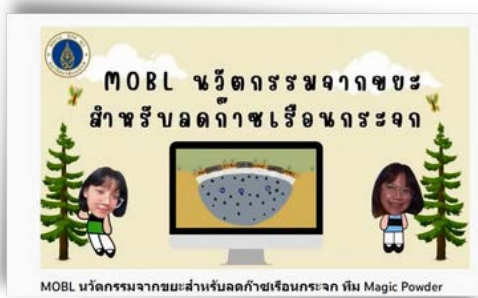 MOBL นวัตกรรมจากขยะ
สำหรับลดก๊าซเรือนกระจก
MOBL นวัตกรรมจากขยะสำหรับลดก๊าซเรือนกระจก ทีม Magic Powder